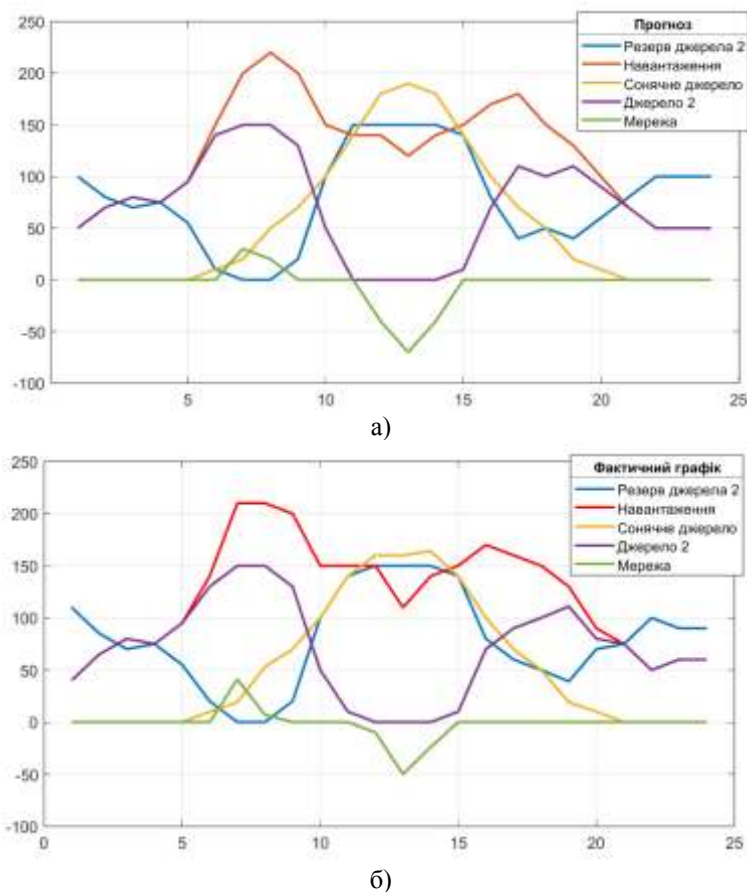 250
200
150
100
50
0
-50
-100
5
10
15
20
25
Прогноз
Резерв джерела 2
Навантаження
Сонячне джерело
Джерело 2
Мережа
а)
250
200
150
100
50
0
-50
-100
0
5
10
15
20
25
Фактичний графік
Резерв джерела 2
Навантаження
Сонячне джерело
Джерело 2
Мережа
б)